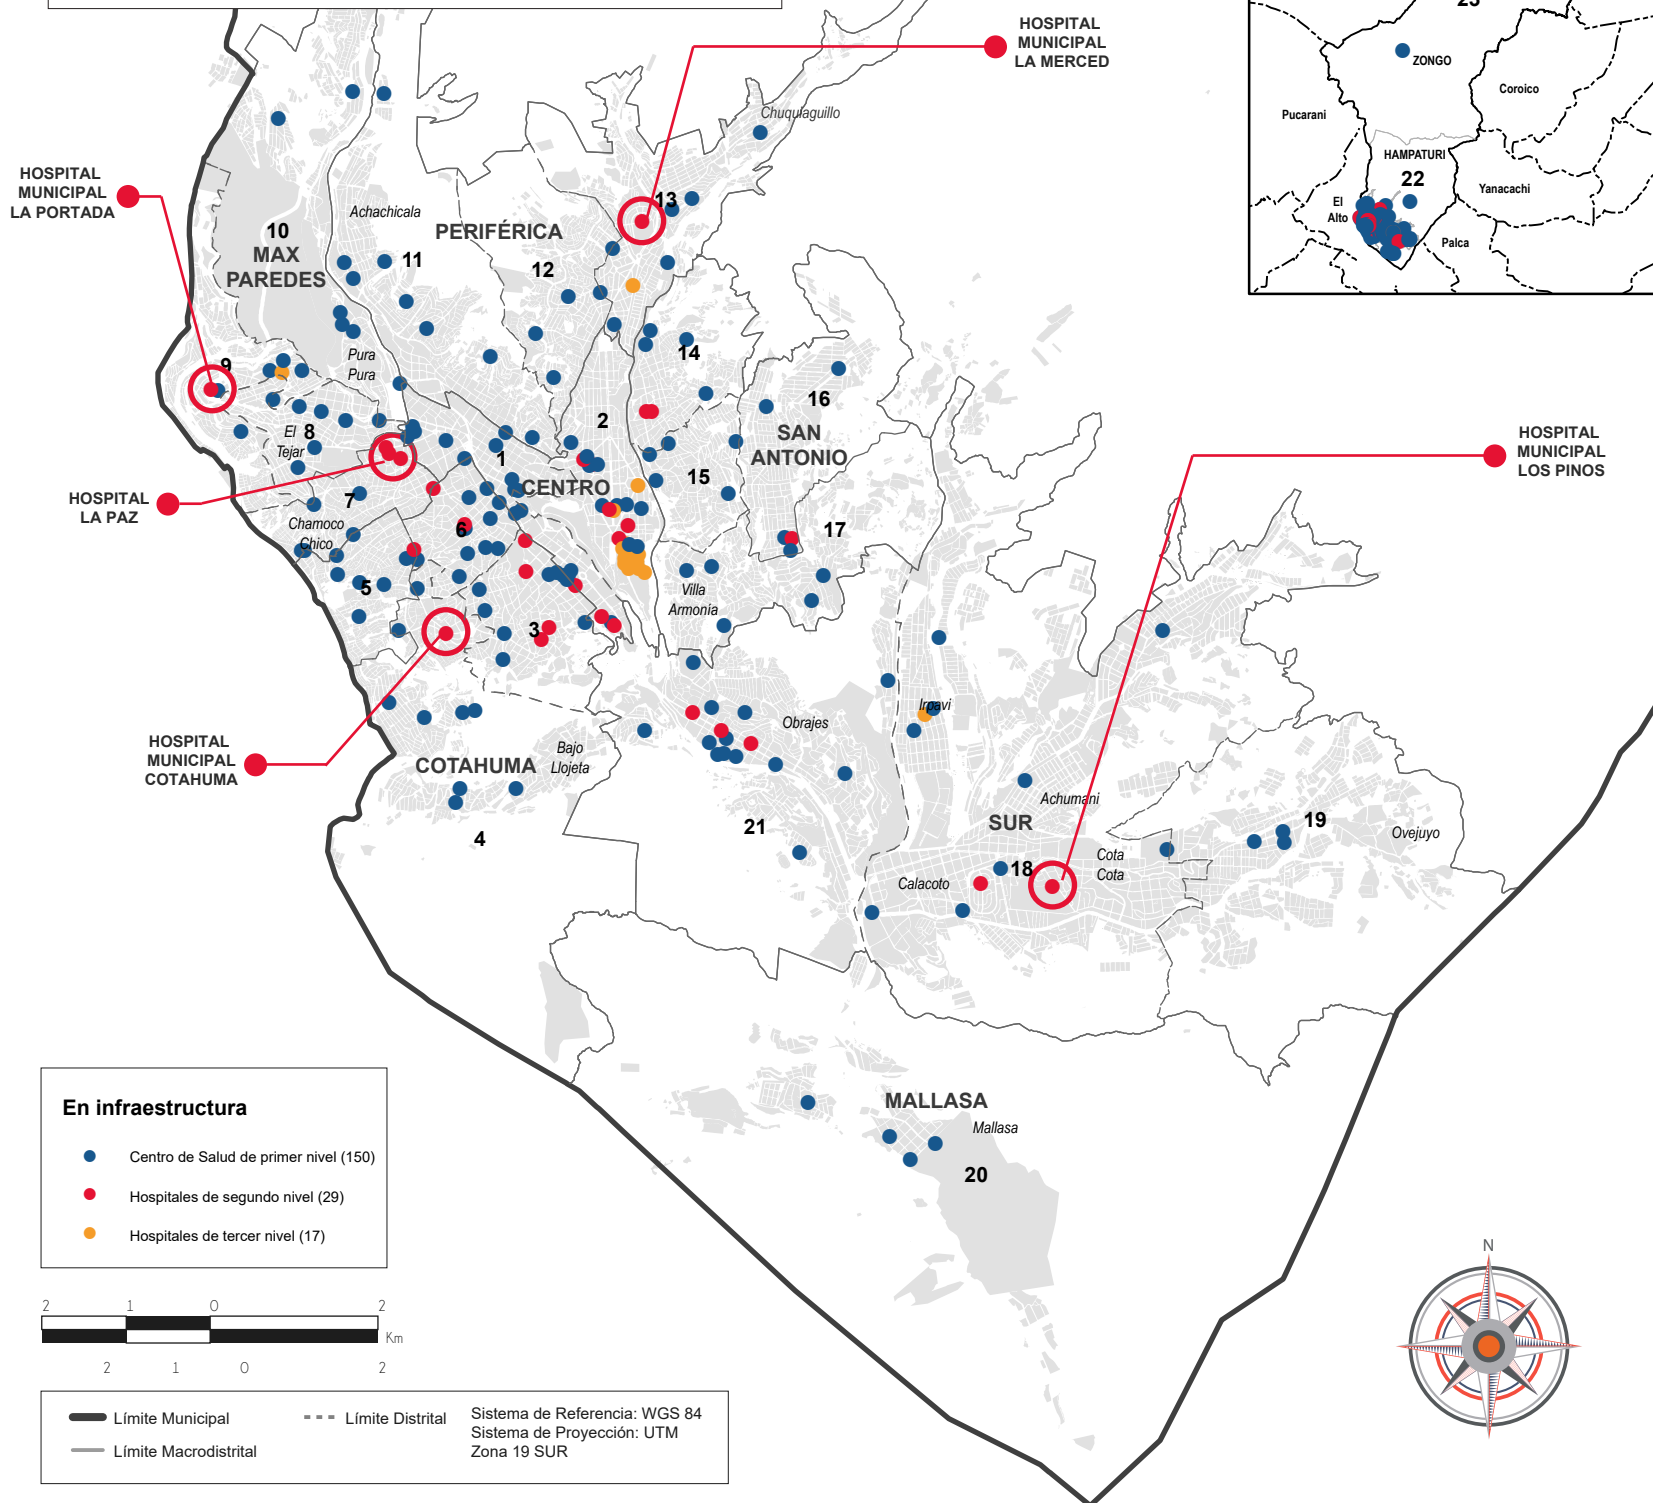 HOSPITAL
MUNICIPAL
LA MERCED
23
ZONGO
Coroico
Pucarani
HAMPATURI
22
Yanacachi
El
Alto
Palca
Chuquiaguillo
HOSPITAL
MUNICIPAL
LA PORTADA
13
Achachicala
10
MAX
PAREDES
PERIFÉRICA
11
12
Pura
Pura
9
14
16
2
SAN
ANTONIO
El
Tejar
8
1
CENTRO
15
HOSPITAL
MUNICIPAL
LOS PINOS
HOSPITAL
LA PAZ
7
Chamoco
Chico
6
17
5
Villa
Armonia
3
Irpavi
Obrajes
HOSPITAL
MUNICIPAL
COTAHUMA
COTAHUMA
Bajo
Llojeta
4
21
Achumani
SUR
19
Ovejuyo
18
Cota
Cota
Calacoto
MALLASA
Mallasa
20
En infraestructura
Centro de Salud de primer nivel (150)
Hospitales de segundo nivel (29)
Hospitales de tercer nivel (17)
2 1 0 2
Km
2 1 0 2
N
Límite Municipal
Límite Distrital
Límite Macrodistrital
Sistema de Referencia: WGS 84
Sistema de Proyección: UTM
Zona 19 SUR